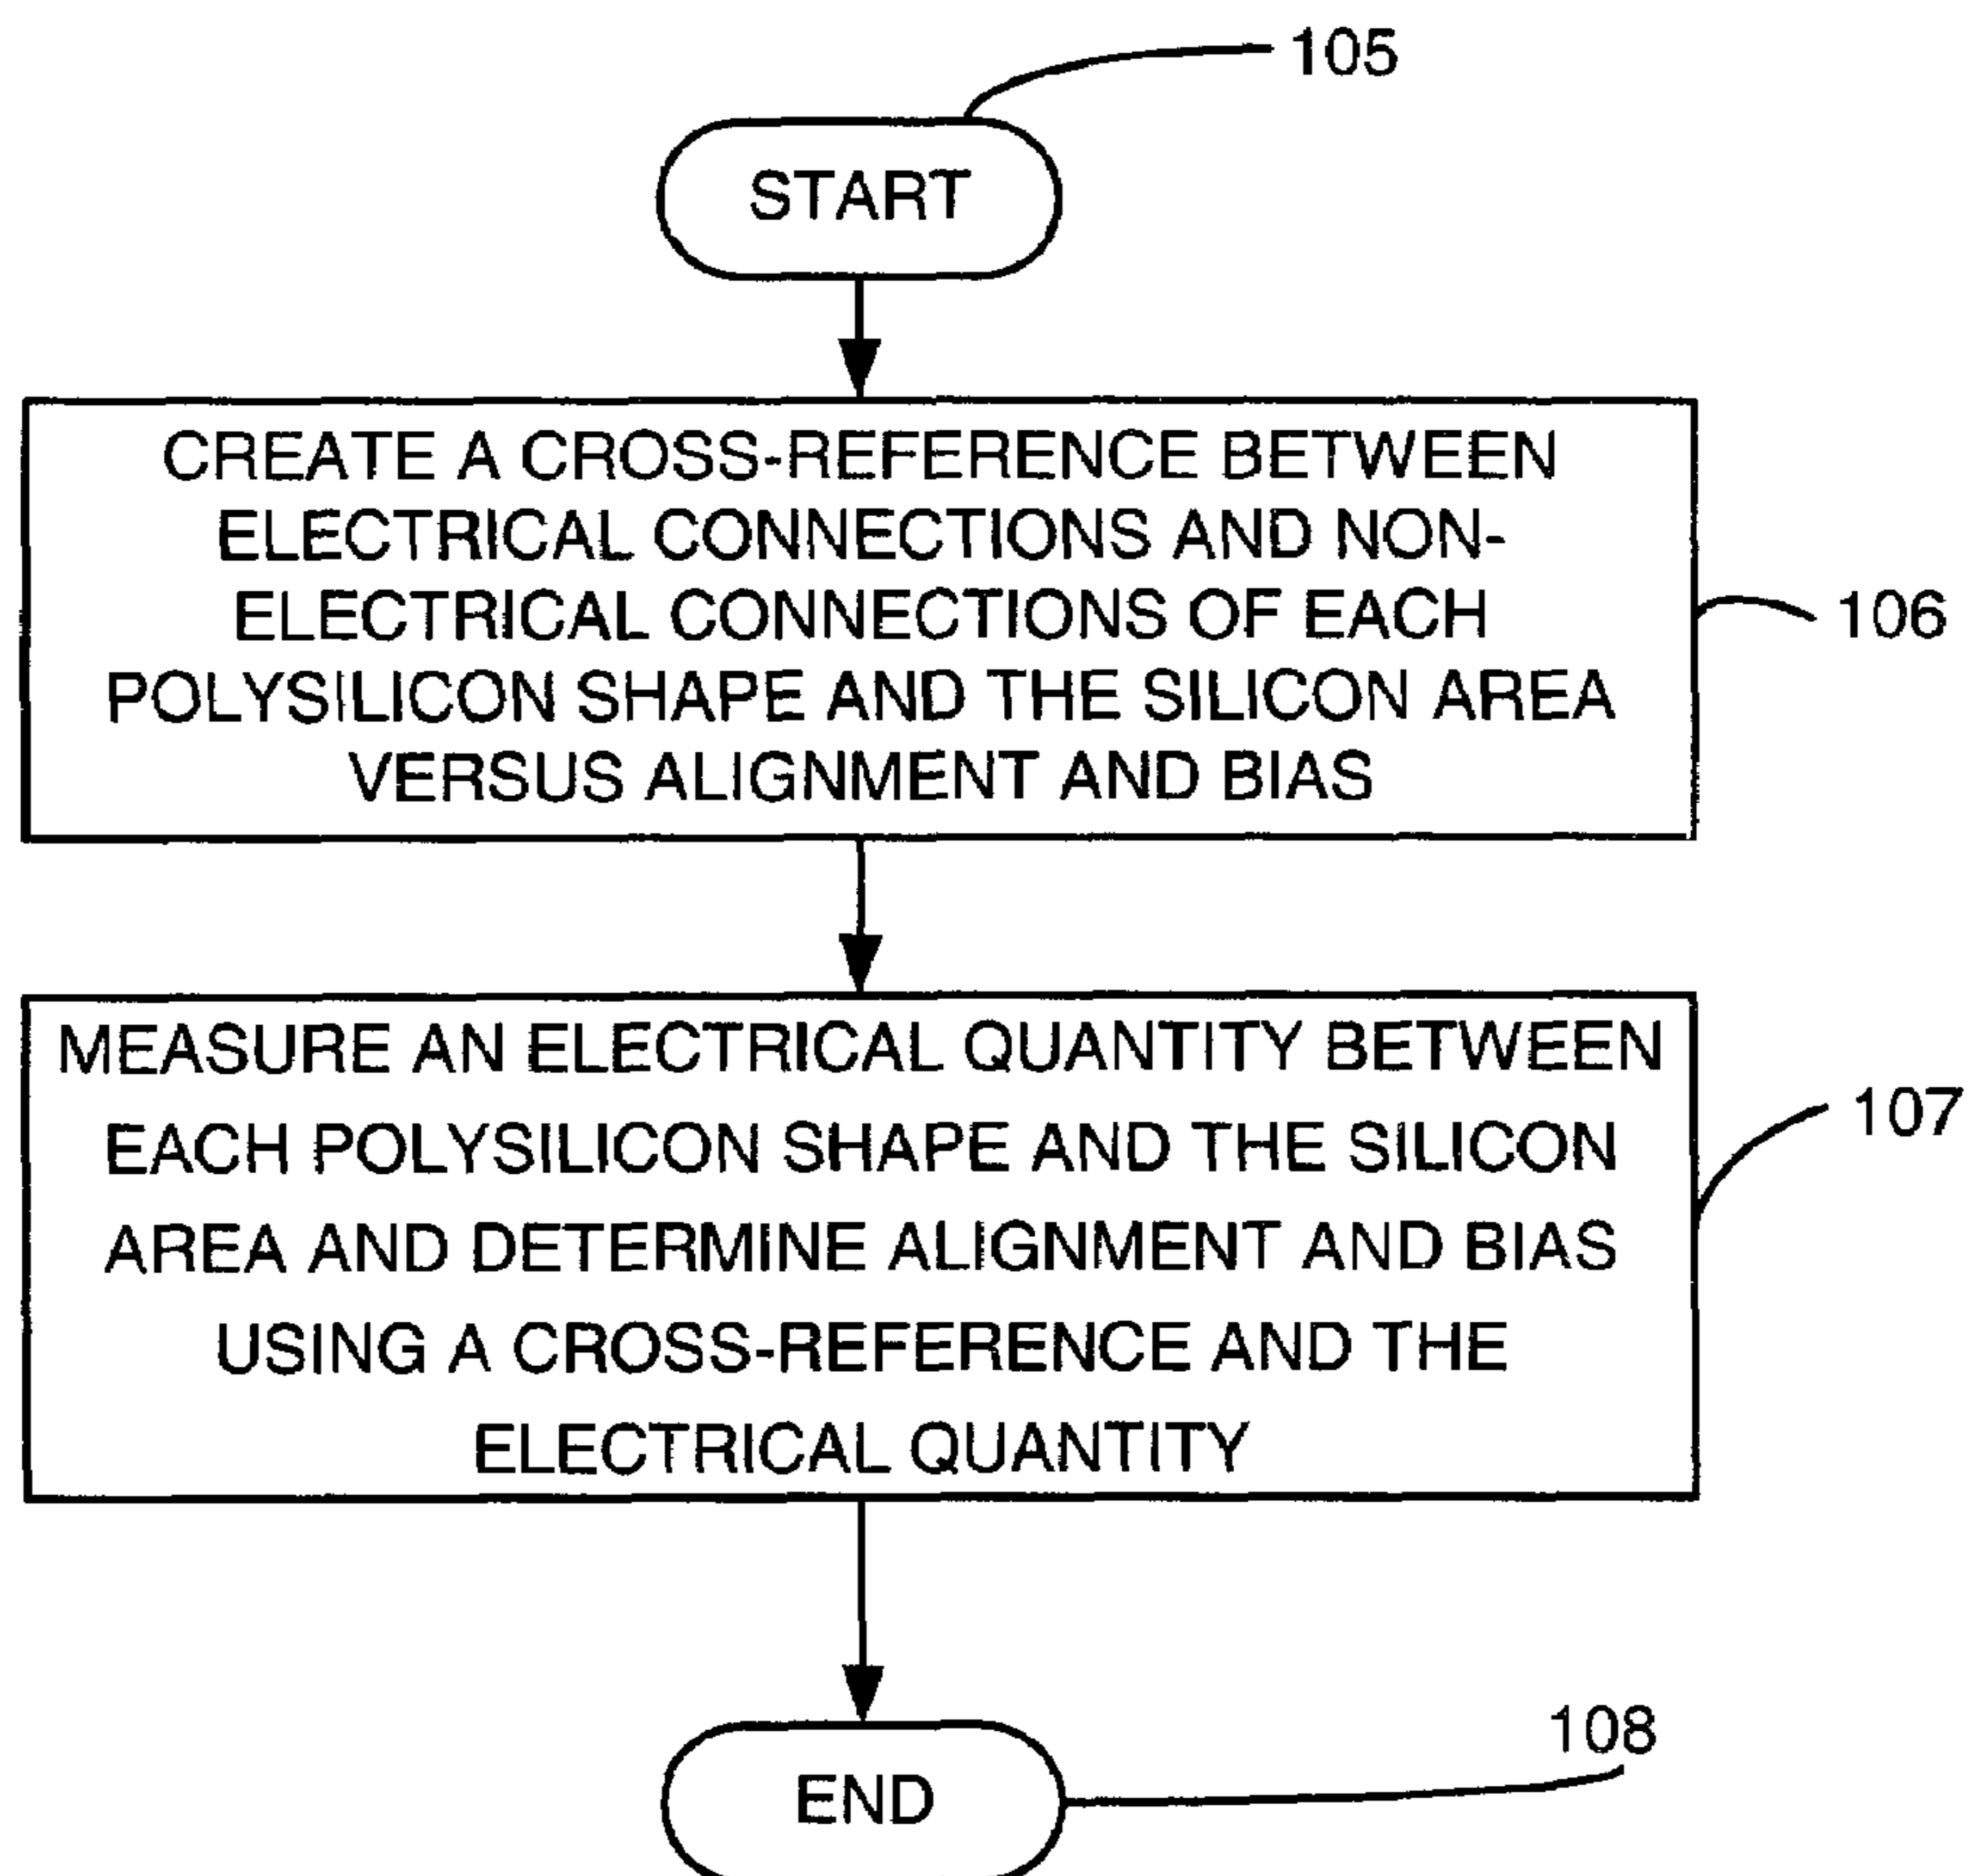 105
START
CREATE A CROSS-REFERENCE BETWEEN
ELECTRICAL CONNECTIONS AND NON-
ELECTRICAL CONNECTIONS OF EACH
POLYSILICON SHAPE AND THE SILICON AREA
VERSUS ALIGNMENT AND BIAS
106
MEASURE AN ELECTRICAL QUANTITY BETWEEN
EACH POLYSILICON SHAPE AND THE SILICON
AREA AND DETERMINE ALIGNMENT AND BIAS
USING A CROSS-REFERENCE AND THE
ELECTRICAL QUANTITY
107
108
END